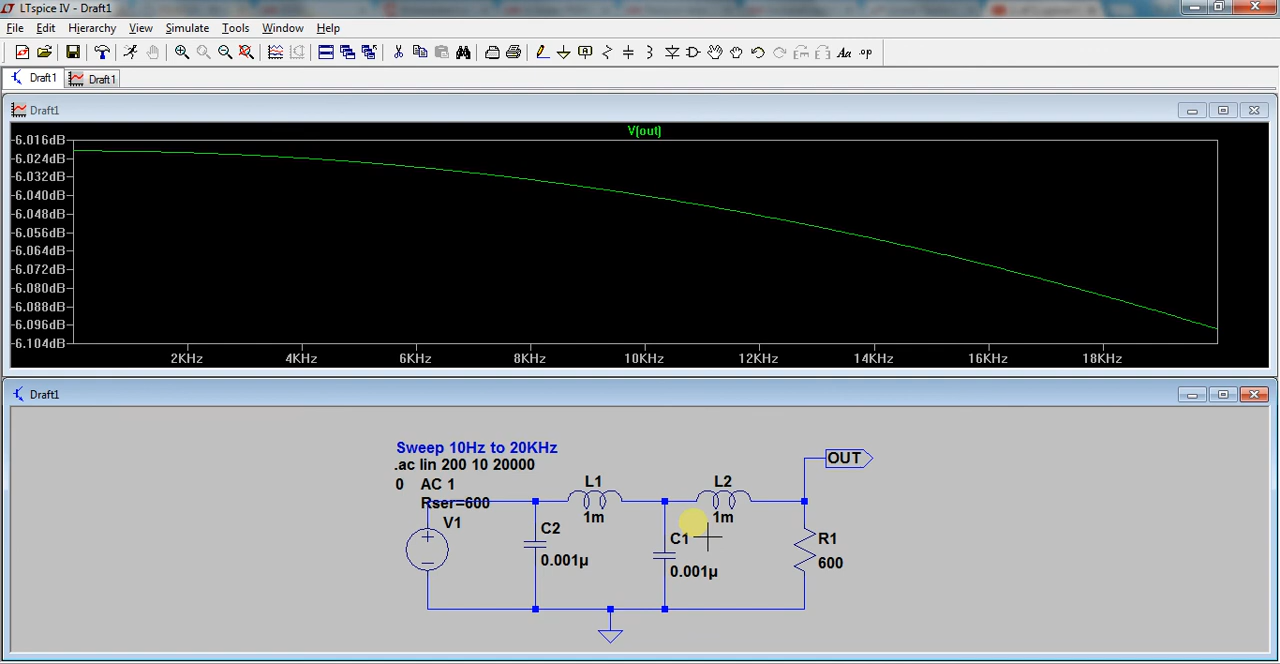 LTspice IV - Draft1
File Edit Hierarchy View Simulate Tools Window Help
Draft1 Draft1
Draft1
V(out)
-6.016dB
-6.024dB
-6.032dB
-6.040dB
-6.048dB
-6.056dB
-6.064dB
-6.072dB
-6.080dB
-6.088dB
-6.096dB
-6.104dB
2KHz 4KHz 6KHz 8KHz 10KHz 12KHz 14KHz 16KHz 18KHz
Draft1
Sweep 10Hz to 20KHz
.ac lin 200 10 20000
0 AC 1
Rser=600
V1
C2
0.001µ
L1
1m
C1
0.001µ
L2
1m
OUT
R1
600